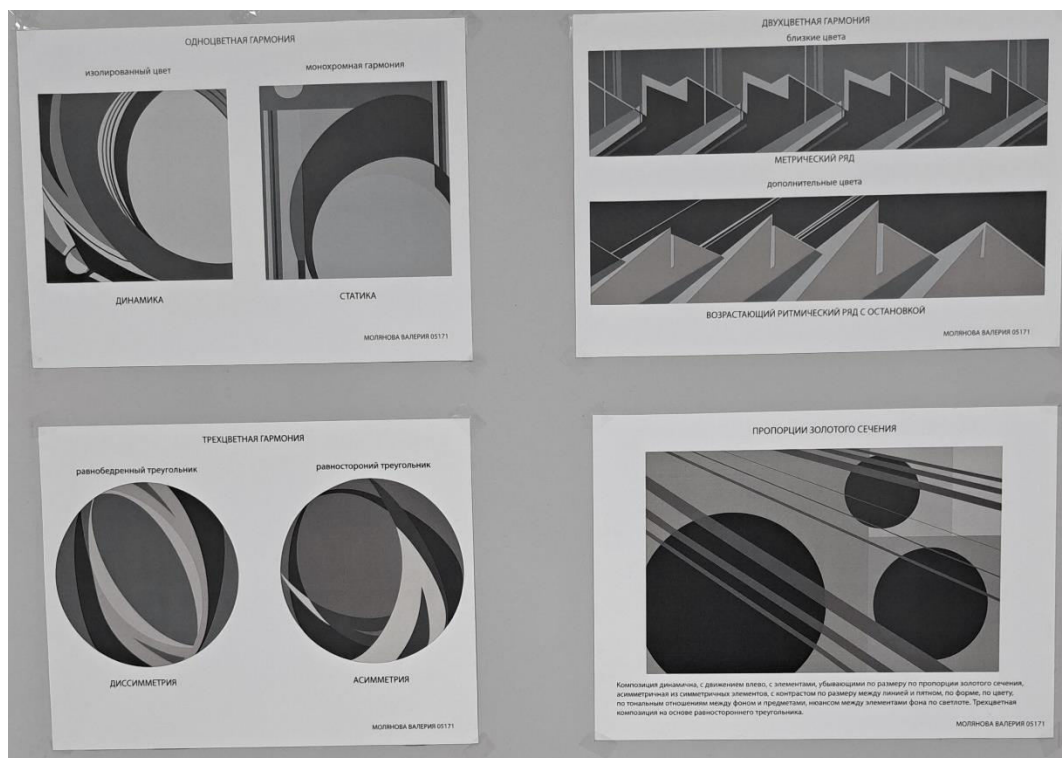 ОДНОЦВЕТНАЯ ГАРМОНИЯ
изолированный цвет
монохромная гармония
ДИНАМИКА
СТАТИКА
МОЛЯНОВА ВАЛЕРИЯ 05171
ДВУХЦВЕТНАЯ ГАРМОНИЯ
близкие цвета
МЕТРИЧЕСКИЙ РЯД
дополнительные цвета
ВОЗРАСТАЮЩИЙ РИТМИЧЕСКИЙ РЯД С ОСТАНОВКОЙ
МОЛЯНОВА ВАЛЕРИЯ 05171
ТРЕХЦВЕТНАЯ ГАРМОНИЯ
равнобедренный треугольник
равностороний треугольник
ДИССИММЕТРИЯ
АСИММЕТРИЯ
МОЛЯНОВА ВАЛЕРИЯ 05171
ПРОПОРЦИИ ЗОЛОТОГО СЕЧЕНИЯ
Композиция динамична, с движением влево, с элементами, убывающими по размеру по пропорции золотого сечения,
асимметричная из симметричных элементов, с контрастом по размеру между линией и пятном, по форме, по цвету,
по тональным отношениям между фоном и предметами, нюансом между элементами фона по светлоте. Трехцветная
композиция на основе равностороннего треугольника.
МОЛЯНОВА ВАЛЕРИЯ 05171